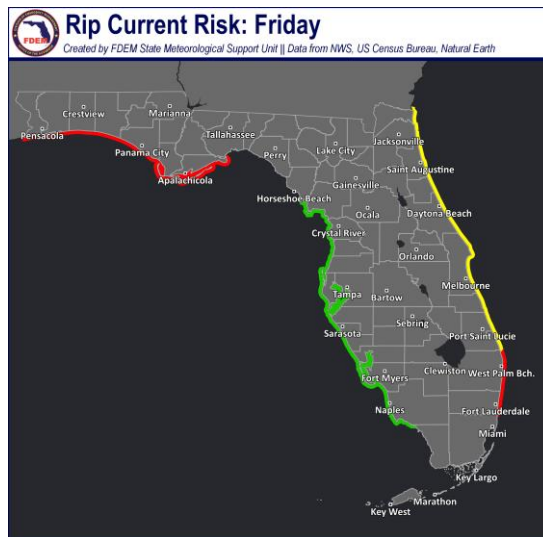 Rip Current Risk: Friday
Created by FDEM State Meteorological Support Unit || Data from NWS, US Census Bureau, Natural Earth
FDEM
Crestview
Marianna
Pensacola
Tallahassee
Jacksonville
Panama City
Perry
Lake City
Saint Augustine
Apalachicola
Gainesville
Horseshoe Beach
Ocala
Daytona Beach
Crystal River
Orlando
Melbourne
Tampa
Bartow
Sebring
Sarasota
Port Saint Lucie
Fort Myers
Clewiston
West Palm Bch.
Naples
Fort Lauderdale
Miami
Key Largo
Marathon
Key West